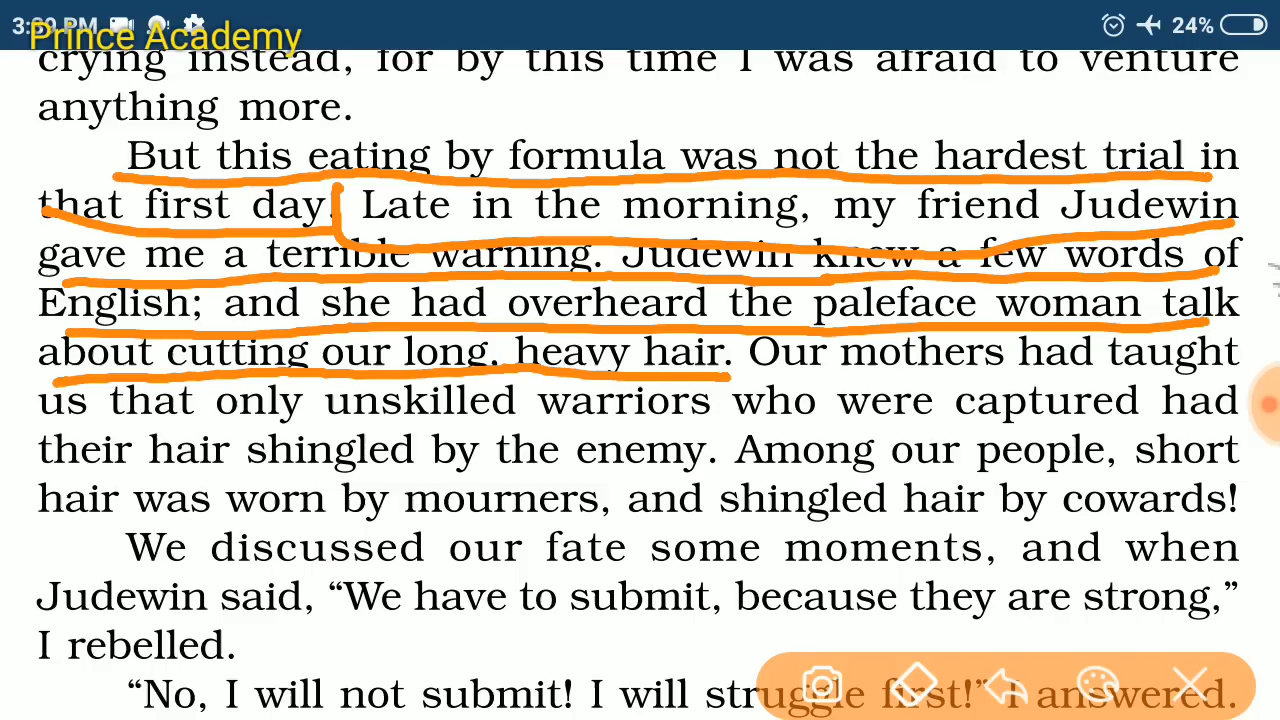 3:39 PM 24%
Prince Academy
crying instead, for by this time I was afraid to venture
anything more.
But this eating by formula was not the hardest trial in
that first day. Late in the morning, my friend Judewin
gave me a terrible warning. Judewin knew a few words of
English; and she had overheard the paleface woman talk
about cutting our long, heavy hair. Our mothers had taught
us that only unskilled warriors who were captured had
their hair shingled by the enemy. Among our people, short
hair was worn by mourners, and shingled hair by cowards!
We discussed our fate some moments, and when
Judewin said, “We have to submit, because they are strong,”
I rebelled.
“No, I will not submit! I will struggle first!” I answered.